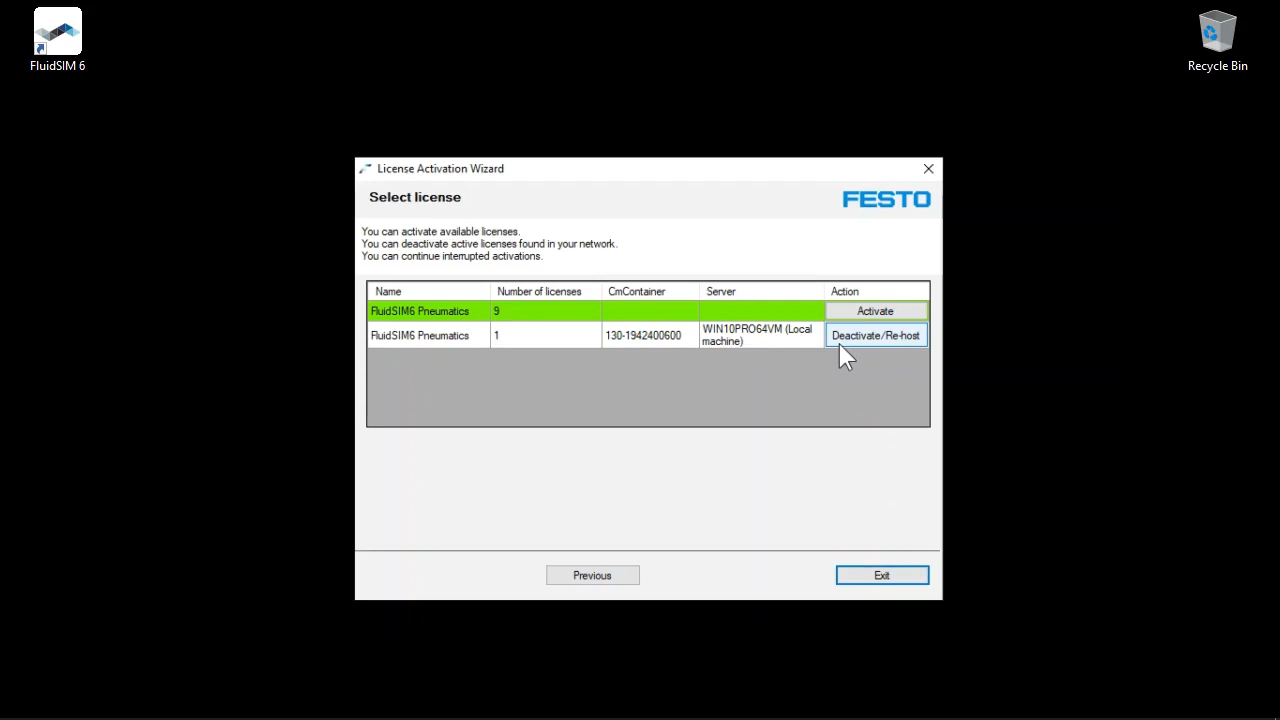 FluidSIM 6
Recycle Bin
License Activation Wizard
Select license
FESTO
You can activate available licenses.
You can deactivate active licenses found in your network.
You can continue interrupted activations.
Name Number of licenses CmContainer Server Action
FluidSIM6 Pneumatics 9 Activate
FluidSIM6 Pneumatics 1 130-1942400600 WIN10PRO64VM (Local
machine) Deactivate/Re-host
Previous
Exit